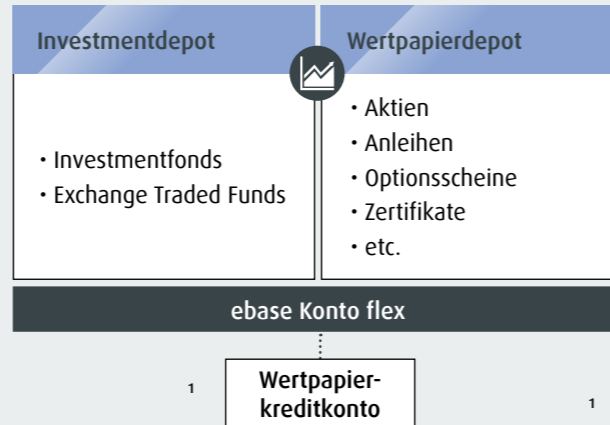 Investmentdepot
Wertpapierdepot
· Investmentfonds
· Exchange Traded Funds
· Aktien
· Anleihen
· Optionsscheine
· Zertifikate
· etc.
ebase Konto flex
1
Wertpapier-
kreditkonto
1